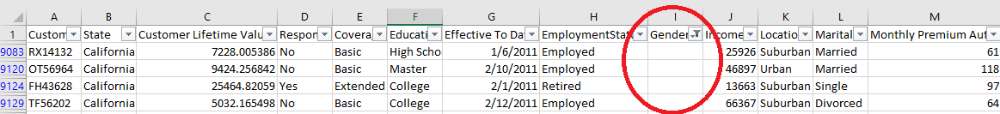 A B C D E F G H I J K L M
1 Custom State Customer Lifetime Valu Respon Covera Educati Effective To Da EmploymentStat Gender Income Locatio Marital Monthly Premium Aut
9083 RX14132 California 7228.005386 No Basic High Scho 1/6/2011 Employed 25926 Suburban Married 61
9120 OT56964 California 9424.256842 No Basic Master 2/10/2011 Employed 46897 Urban Married 118
9124 FH43628 California 25464.82059 Yes Extended College 2/1/2011 Retired 13663 Suburban Single 97
9129 TF56202 California 5032.165498 No Basic College 2/12/2011 Employed 66367 Suburban Divorced 64